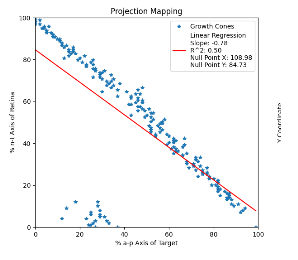 Projection Mapping
100
80
60
40
20
0
% n-t Axis of Retina
Growth Cones
Linear Regression
Slope: -0.78
R^2: 0.50
Null Point X: 108.98
Null Point Y: 84.73
0 20 40 60 80 100
% a-p Axis of Target
Y Coordinate